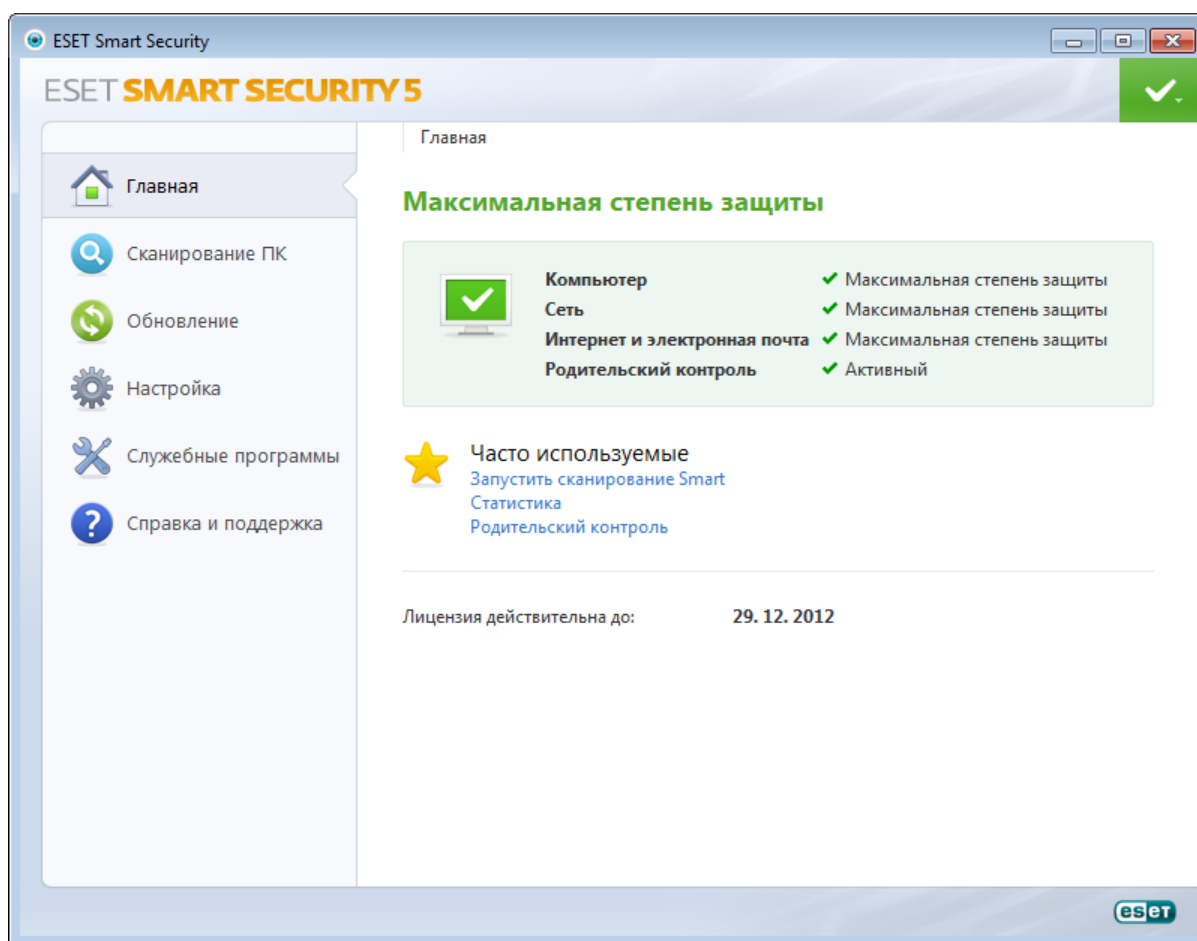 ESET Smart Security
ESET SMART SECURITY 5
Главная
Главная
Сканирование ПК
Обновление
Настройка
Служебные программы
Справка и поддержка
Максимальная степень защиты
Компьютер Максимальная степень защиты
Сеть Максимальная степень защиты
Интернет и электронная почта Максимальная степень защиты
Родительский контроль Активный
Часто используемые
Запустить сканирование Smart
Статистика
Родительский контроль
Лицензия действительна до: 29. 12. 2012
eset